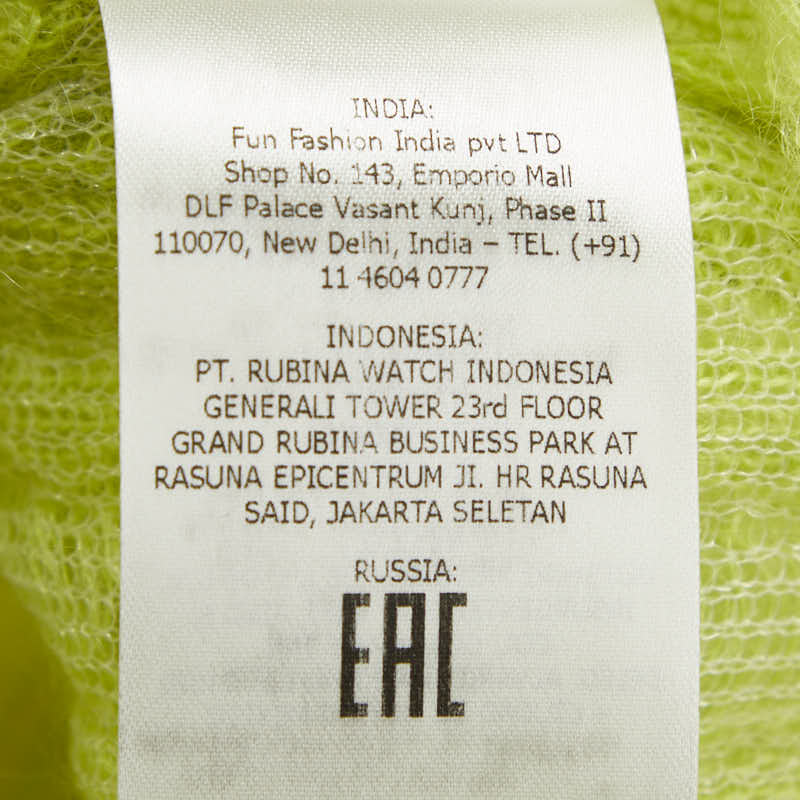 INDIA:
Fun Fashion India pvt LTD
Shop No. 143, Emporio Mall
DLF Palace Vasant Kunj, Phase II
110070, New Delhi, India – TEL. (+91)
11 4604 0777
INDONESIA:
PT. RUBINA WATCH INDONESIA
GENERALI TOWER 23rd FLOOR
GRAND RUBINA BUSINESS PARK AT
RASUNA EPICENTRUM JI. HR RASUNA
SAID, JAKARTA SELETAN
RUSSIA:
EAC